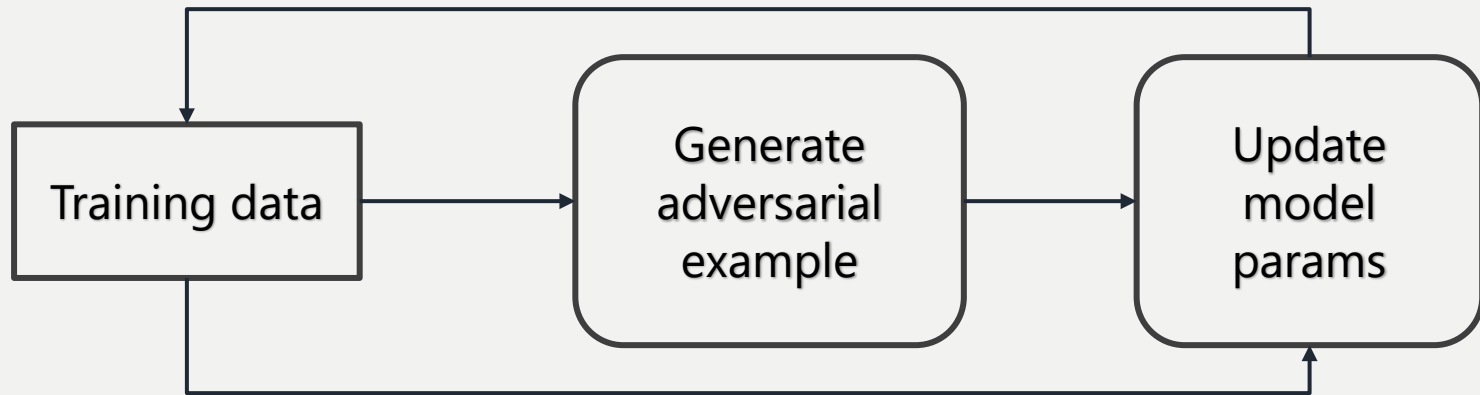 Training data
Generate
adversarial
example
Update
model
params